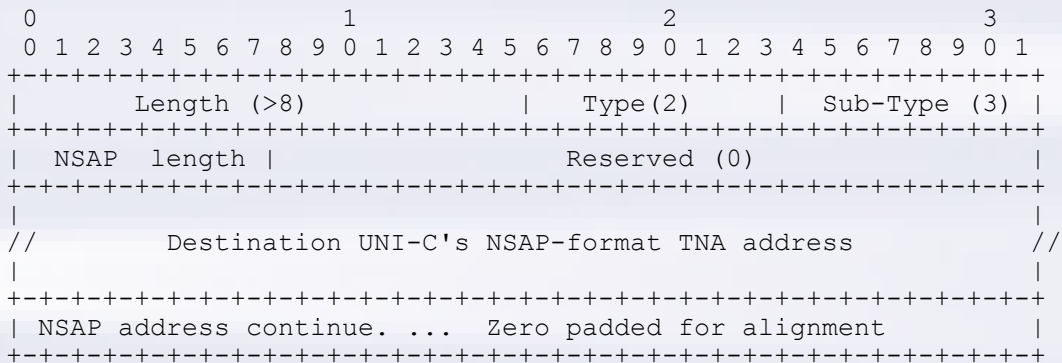 0                   1                   2                   3
 0 1 2 3 4 5 6 7 8 9 0 1 2 3 4 5 6 7 8 9 0 1 2 3 4 5 6 7 8 9 0 1
+-+-+-+-+-+-+-+-+-+-+-+-+-+-+-+-+-+-+-+-+-+-+-+-+-+-+-+-+-+-+-+-+
|       Length (>8)             |   Type(2)     |  Sub-Type (3) |
+-+-+-+-+-+-+-+-+-+-+-+-+-+-+-+-+-+-+-+-+-+-+-+-+-+-+-+-+-+-+-+-+
|  NSAP  length |                  Reserved (0)                 |
+-+-+-+-+-+-+-+-+-+-+-+-+-+-+-+-+-+-+-+-+-+-+-+-+-+-+-+-+-+-+-+-+
|                                                               |
//        Destination UNI-C's NSAP-format TNA address           //
|                                                               |
+-+-+-+-+-+-+-+-+-+-+-+-+-+-+-+-+-+-+-+-+-+-+-+-+-+-+-+-+-+-+-+-+
| NSAP address continue. ...  Zero padded for alignment         |
+-+-+-+-+-+-+-+-+-+-+-+-+-+-+-+-+-+-+-+-+-+-+-+-+-+-+-+-+-+-+-+-+